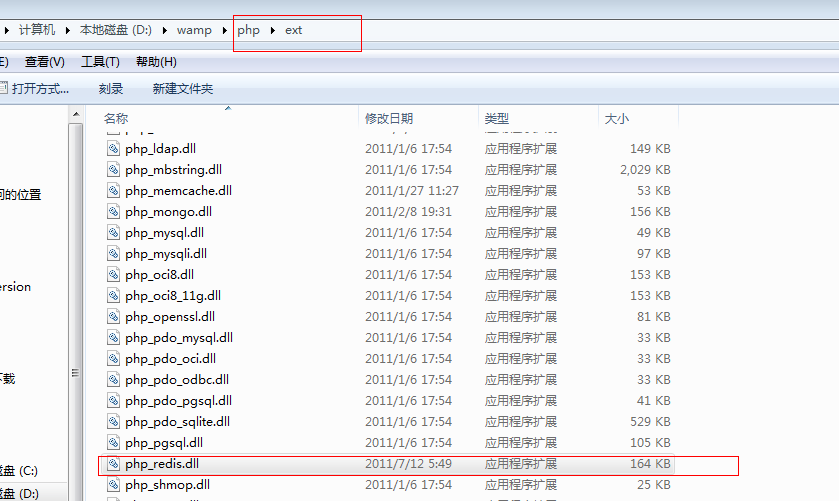 计算机 本地磁盘 (D:) wamp php ext
E) 查看(V) 工具(T) 帮助(H)
打开方式... 刻录 新建文件夹
名称 修改日期 类型 大小
php_ldap.dll 2011/1/6 17:54 应用程序扩展 149 KB
php_mbstring.dll 2011/1/6 17:54 应用程序扩展 2,029 KB
php_memcache.dll 2011/1/27 11:27 应用程序扩展 53 KB
问的位置
php_mongo.dll 2011/2/8 19:31 应用程序扩展 156 KB
php_mysql.dll 2011/1/6 17:54 应用程序扩展 49 KB
php_mysqli.dll 2011/1/6 17:54 应用程序扩展 97 KB
php_oci8.dll 2011/1/6 17:54 应用程序扩展 153 KB
ersion
php_oci8_11g.dll 2011/1/6 17:54 应用程序扩展 153 KB
php_openssl.dll 2011/1/6 17:54 应用程序扩展 81 KB
php_pdo_mysql.dll 2011/1/6 17:54 应用程序扩展 33 KB
php_pdo_oci.dll 2011/1/6 17:54 应用程序扩展 33 KB
下载
php_pdo_odbc.dll 2011/1/6 17:54 应用程序扩展 33 KB
php_pdo_pgsql.dll 2011/1/6 17:54 应用程序扩展 41 KB
php_pdo_sqlite.dll 2011/1/6 17:54 应用程序扩展 529 KB
php_pgsql.dll 2011/1/6 17:54 应用程序扩展 105 KB
php_redis.dll 2011/7/12 5:49 应用程序扩展 164 KB
磁盘 (C:)
php_shmop.dll 2011/1/6 17:54 应用程序扩展 25 KB
磁盘 (D:)